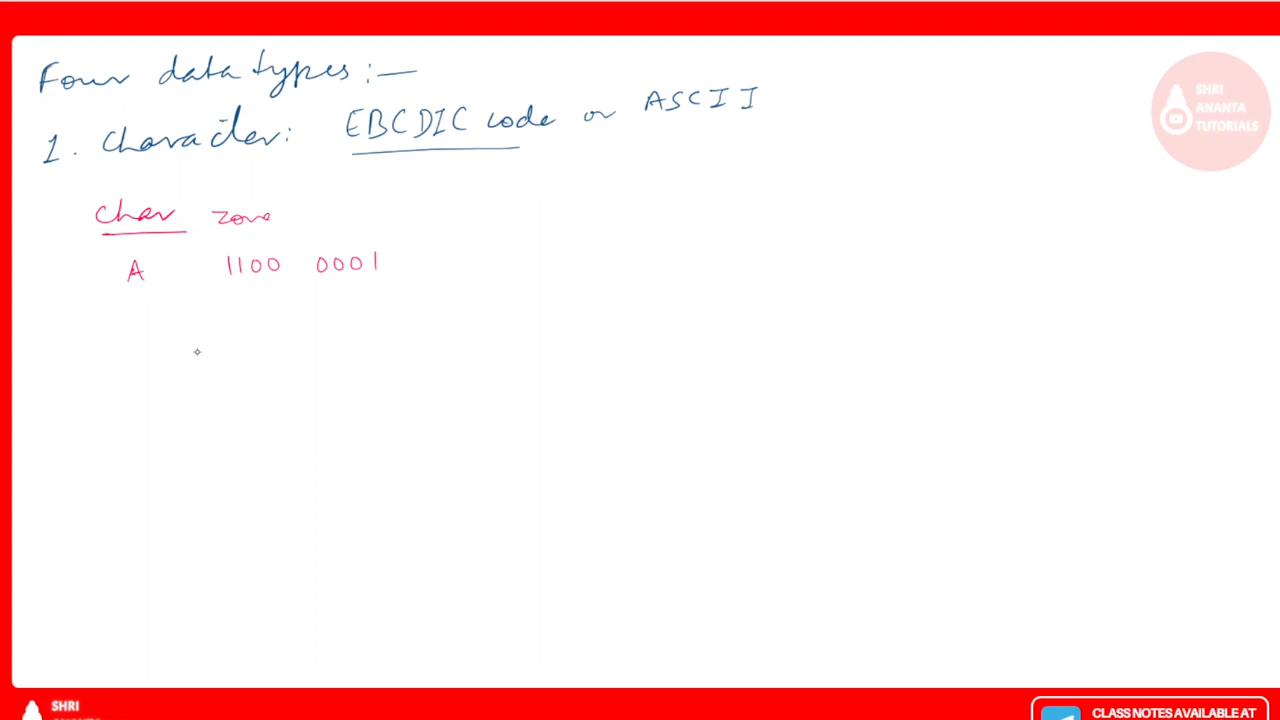 Four data types :—
1. Character: EBCDIC code or ASCII
Char zone
A 1100 0001
SHRI
ANANTA
TUTORIALS
SHRI
CLASS NOTES AVAILABLE AT